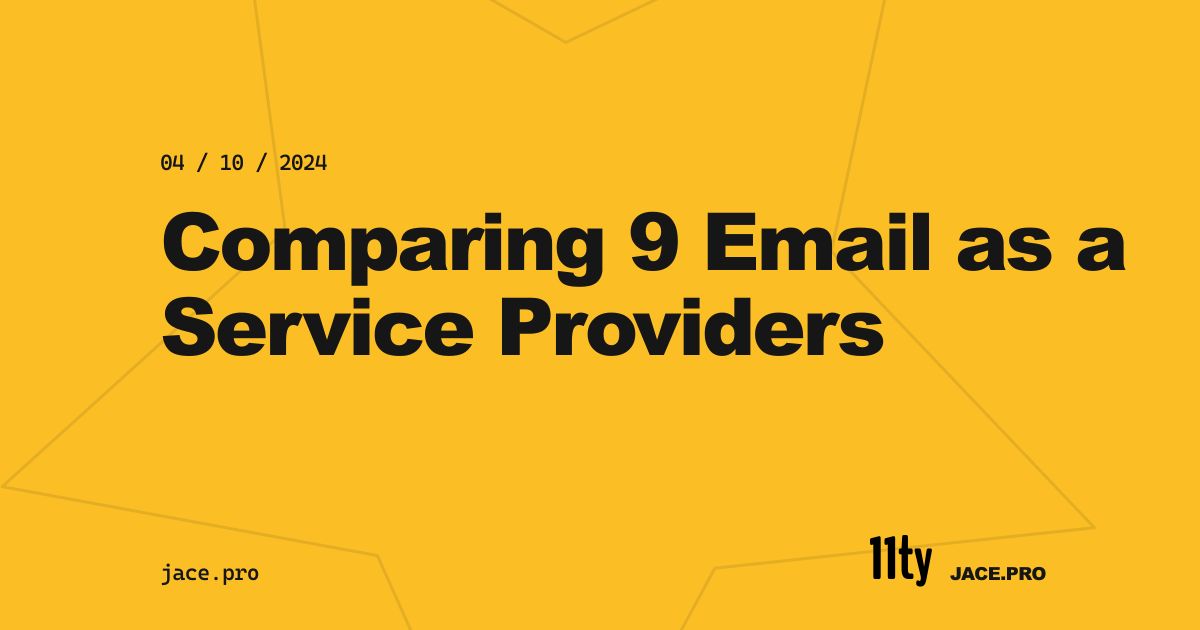 04 / 10 / 2024
Comparing 9 Email as a
Service Providers
jace.pro
11ty JACE.PRO